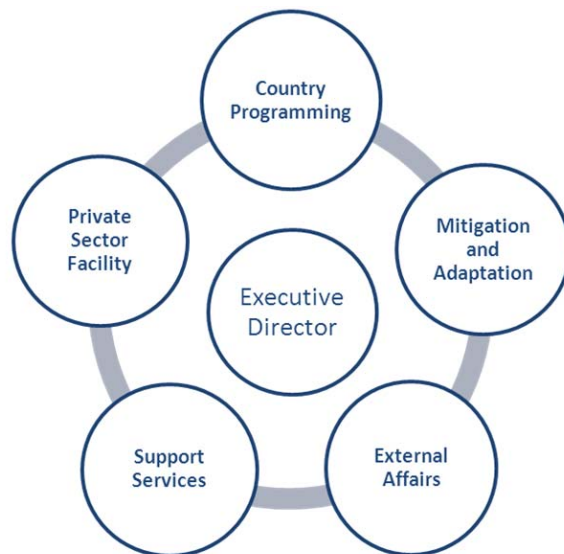 Country
Programming
Private
Sector
Facility
Mitigation
and
Adaptation
Executive
Director
Support
Services
External
Affairs